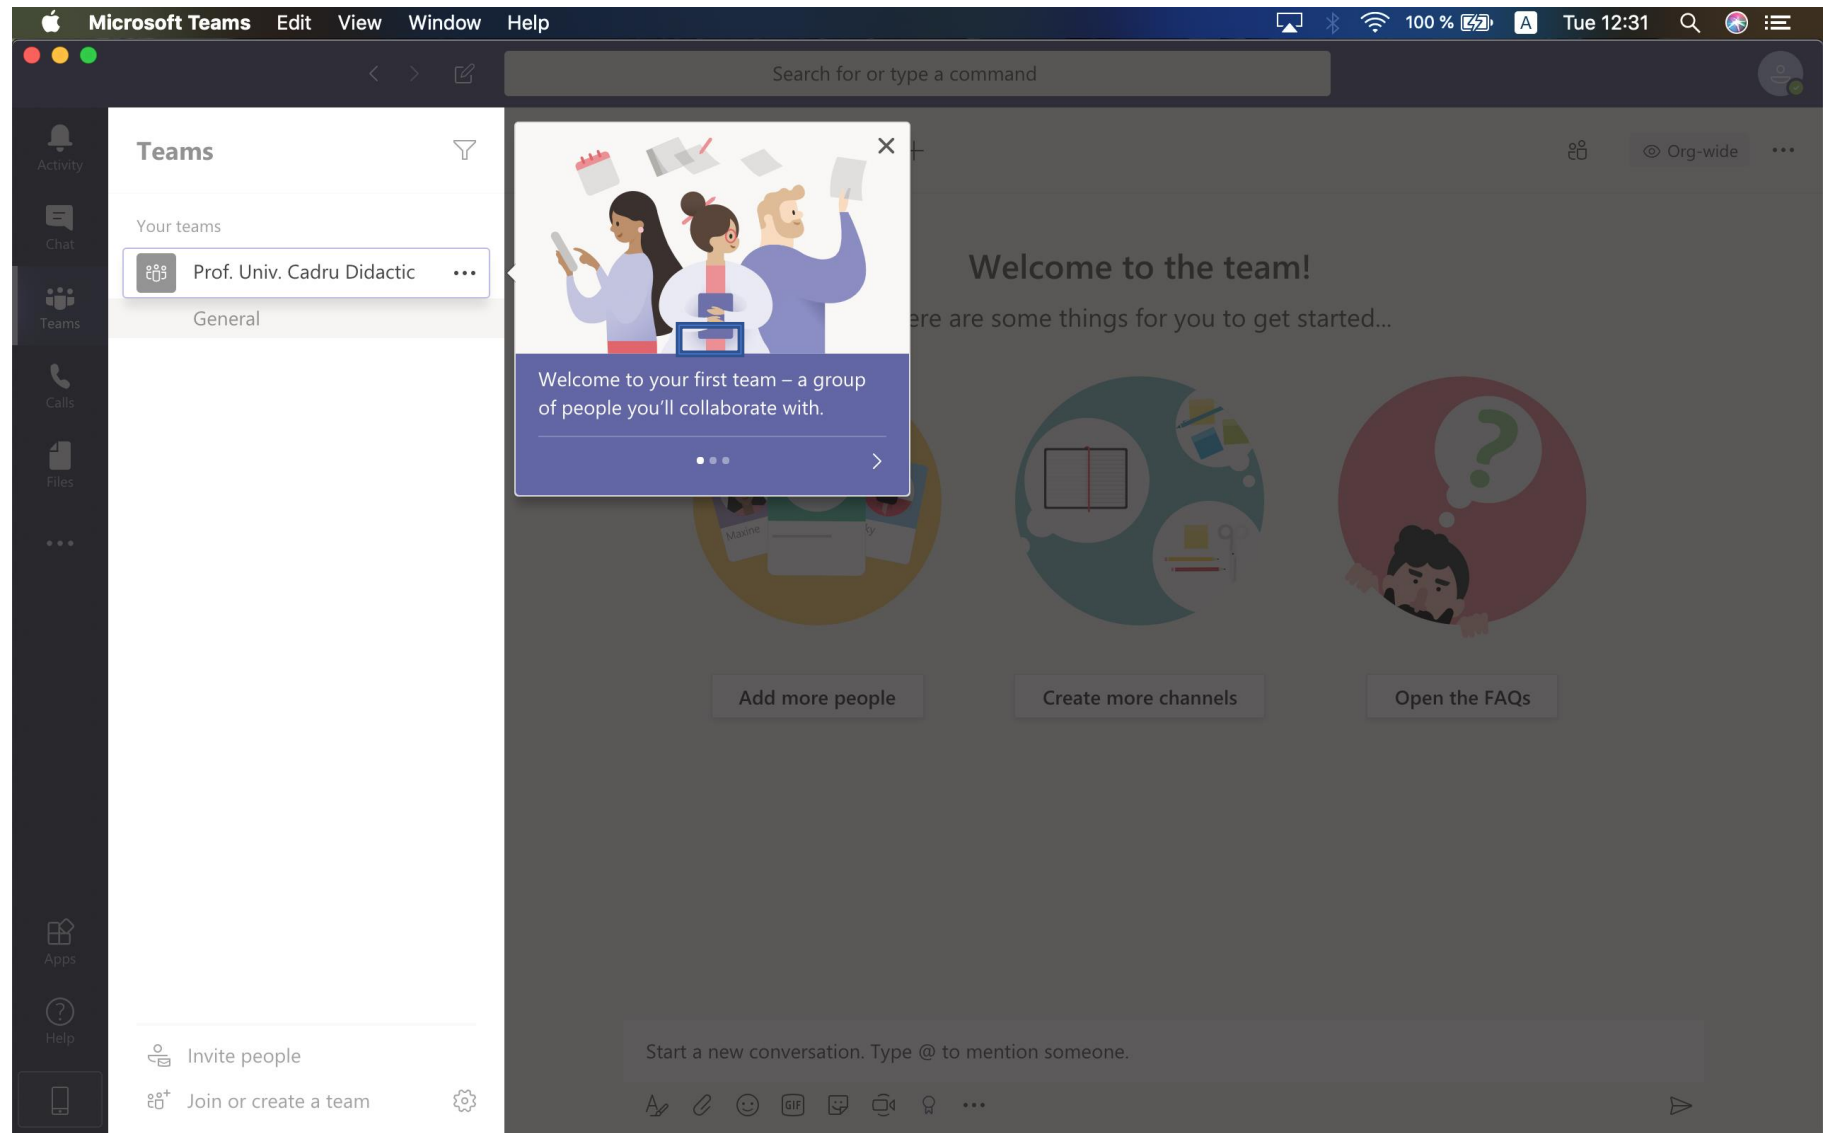 Microsoft Teams Edit View Window Help 100 % A Tue 12:31
Search for or type a command
Activity
Chat
Teams
Calls
Files
Apps
Help
Teams
Your teams
Prof. Univ. Cadru Didactic
General
Invite people
Join or create a team
Welcome to your first team – a group
of people you'll collaborate with.
Org-wide
Welcome to the team!
ere are some things for you to get started...
Maxine
ky
?
Add more people
Create more channels
Open the FAQs
Start a new conversation. Type @ to mention someone.
GIF